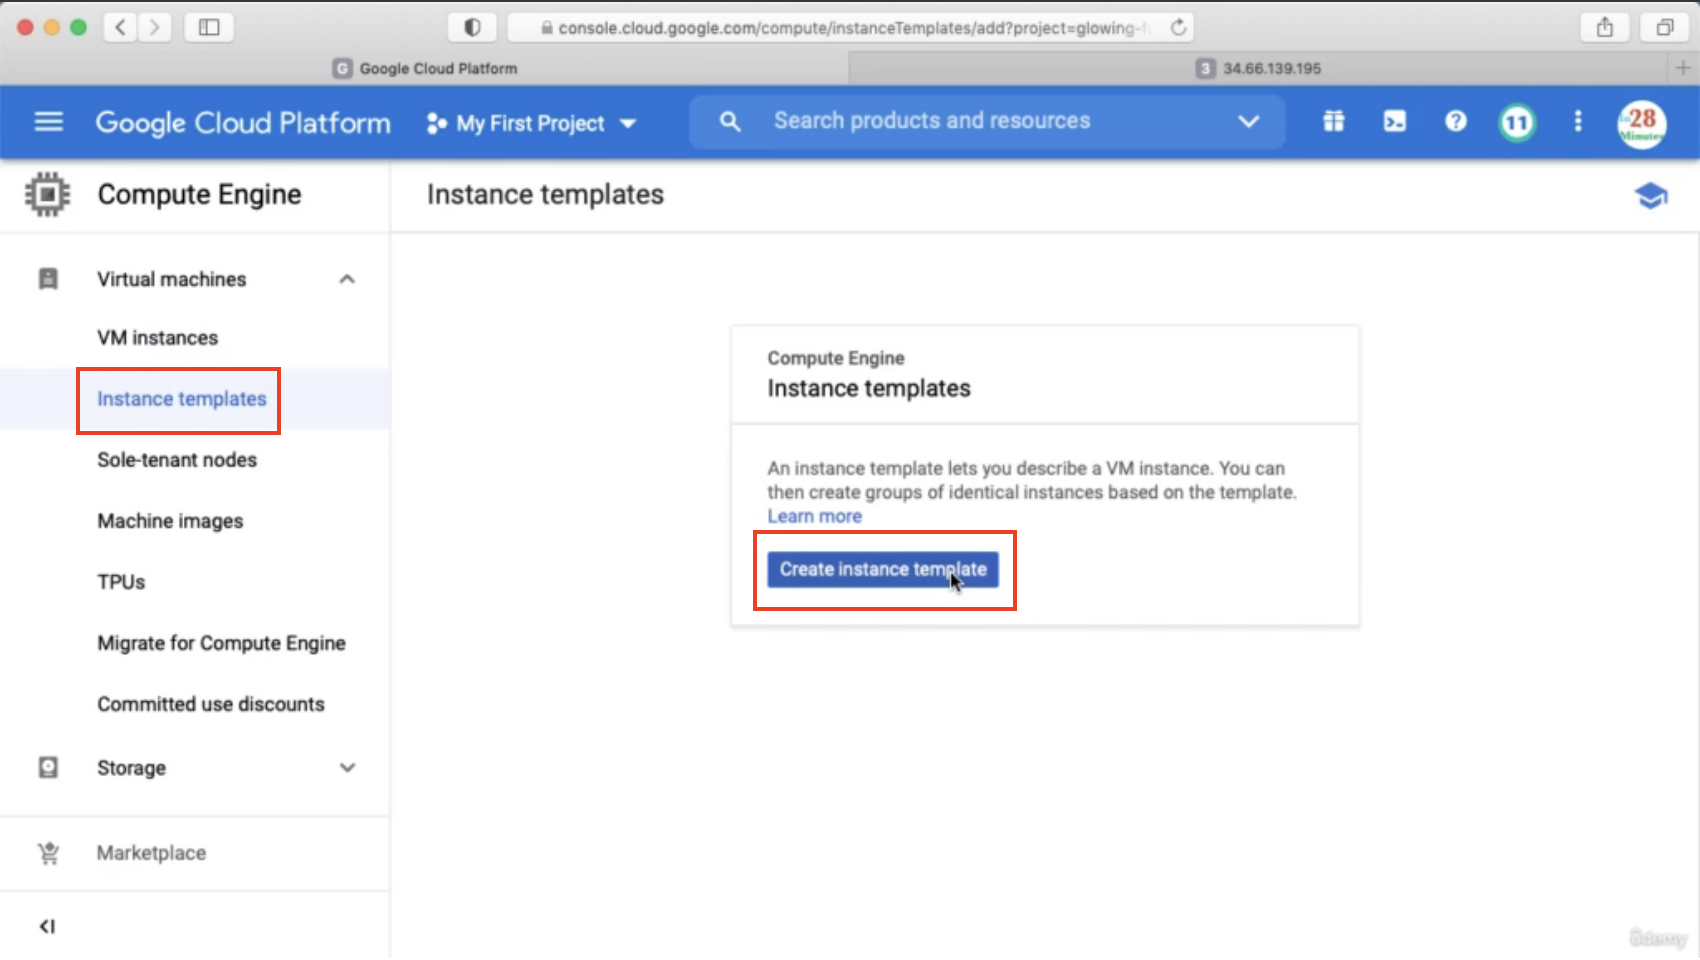 console.cloud.google.com/compute/instanceTemplates/add?project=glowing-f
G Google Cloud Platform
3 34.66.139.195
Google Cloud Platform
My First Project
Search products and resources
11
28
Minutes
Compute Engine
Instance templates
Virtual machines
VM instances
Instance templates
Sole-tenant nodes
Machine images
TPUs
Migrate for Compute Engine
Committed use discounts
Storage
Marketplace
Compute Engine
Instance templates
An instance template lets you describe a VM instance. You can
then create groups of identical instances based on the template.
Learn more
Create instance template
ûdemy